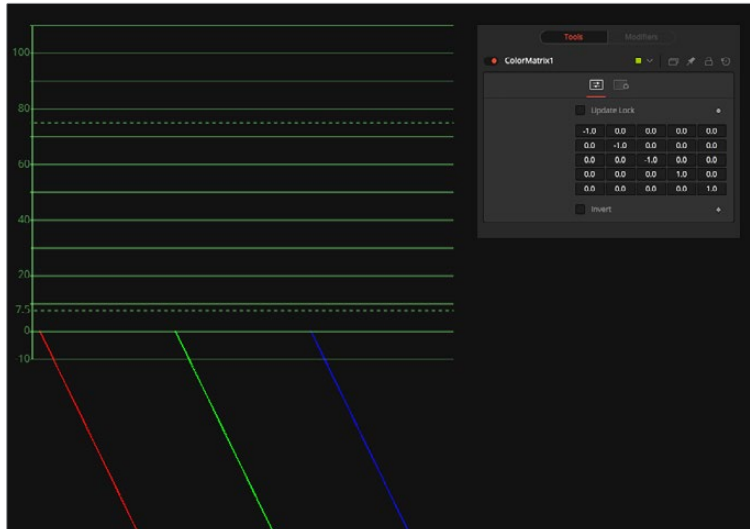 100
80
60
40
20
7.5
0
-10
Tools Modifiers
ColorMatrix1
Update Lock
-1.0 0.0 0.0 0.0 0.0
0.0 -1.0 0.0 0.0 0.0
0.0 0.0 -1.0 0.0 0.0
0.0 0.0 0.0 1.0 0.0
0.0 0.0 0.0 0.0 1.0
Invert